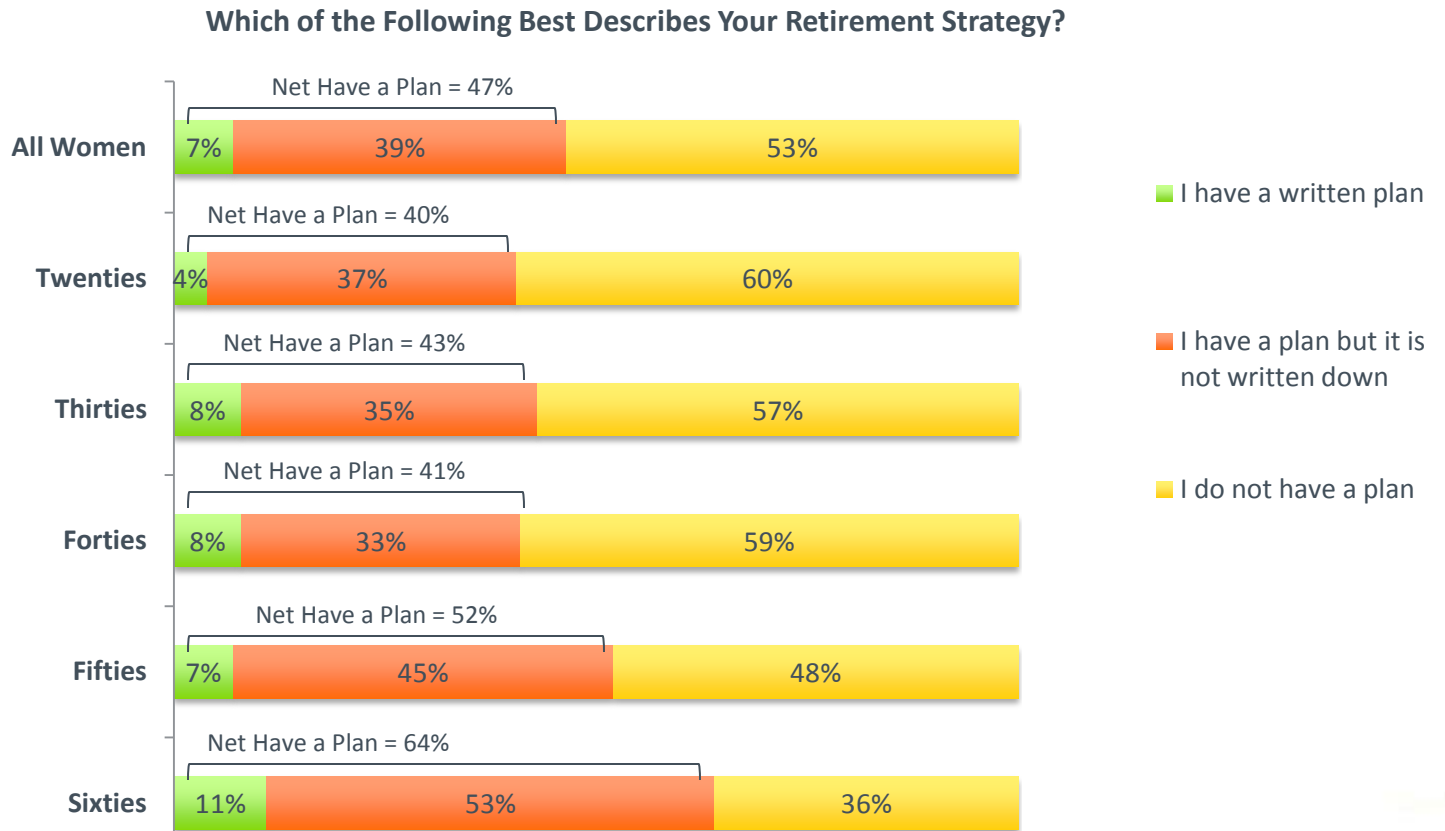 Which of the Following Best Describes Your Retirement Strategy?
Net Have a Plan = 47%
All Women 7% 39% 53%
Net Have a Plan = 40%
Twenties 4% 37% 60%
Net Have a Plan = 43%
Thirties 8% 35% 57%
Net Have a Plan = 41%
Forties 8% 33% 59%
Net Have a Plan = 52%
Fifties 7% 45% 48%
Net Have a Plan = 64%
Sixties 11% 53% 36%
I have a written plan
I have a plan but it is
not written down
I do not have a plan